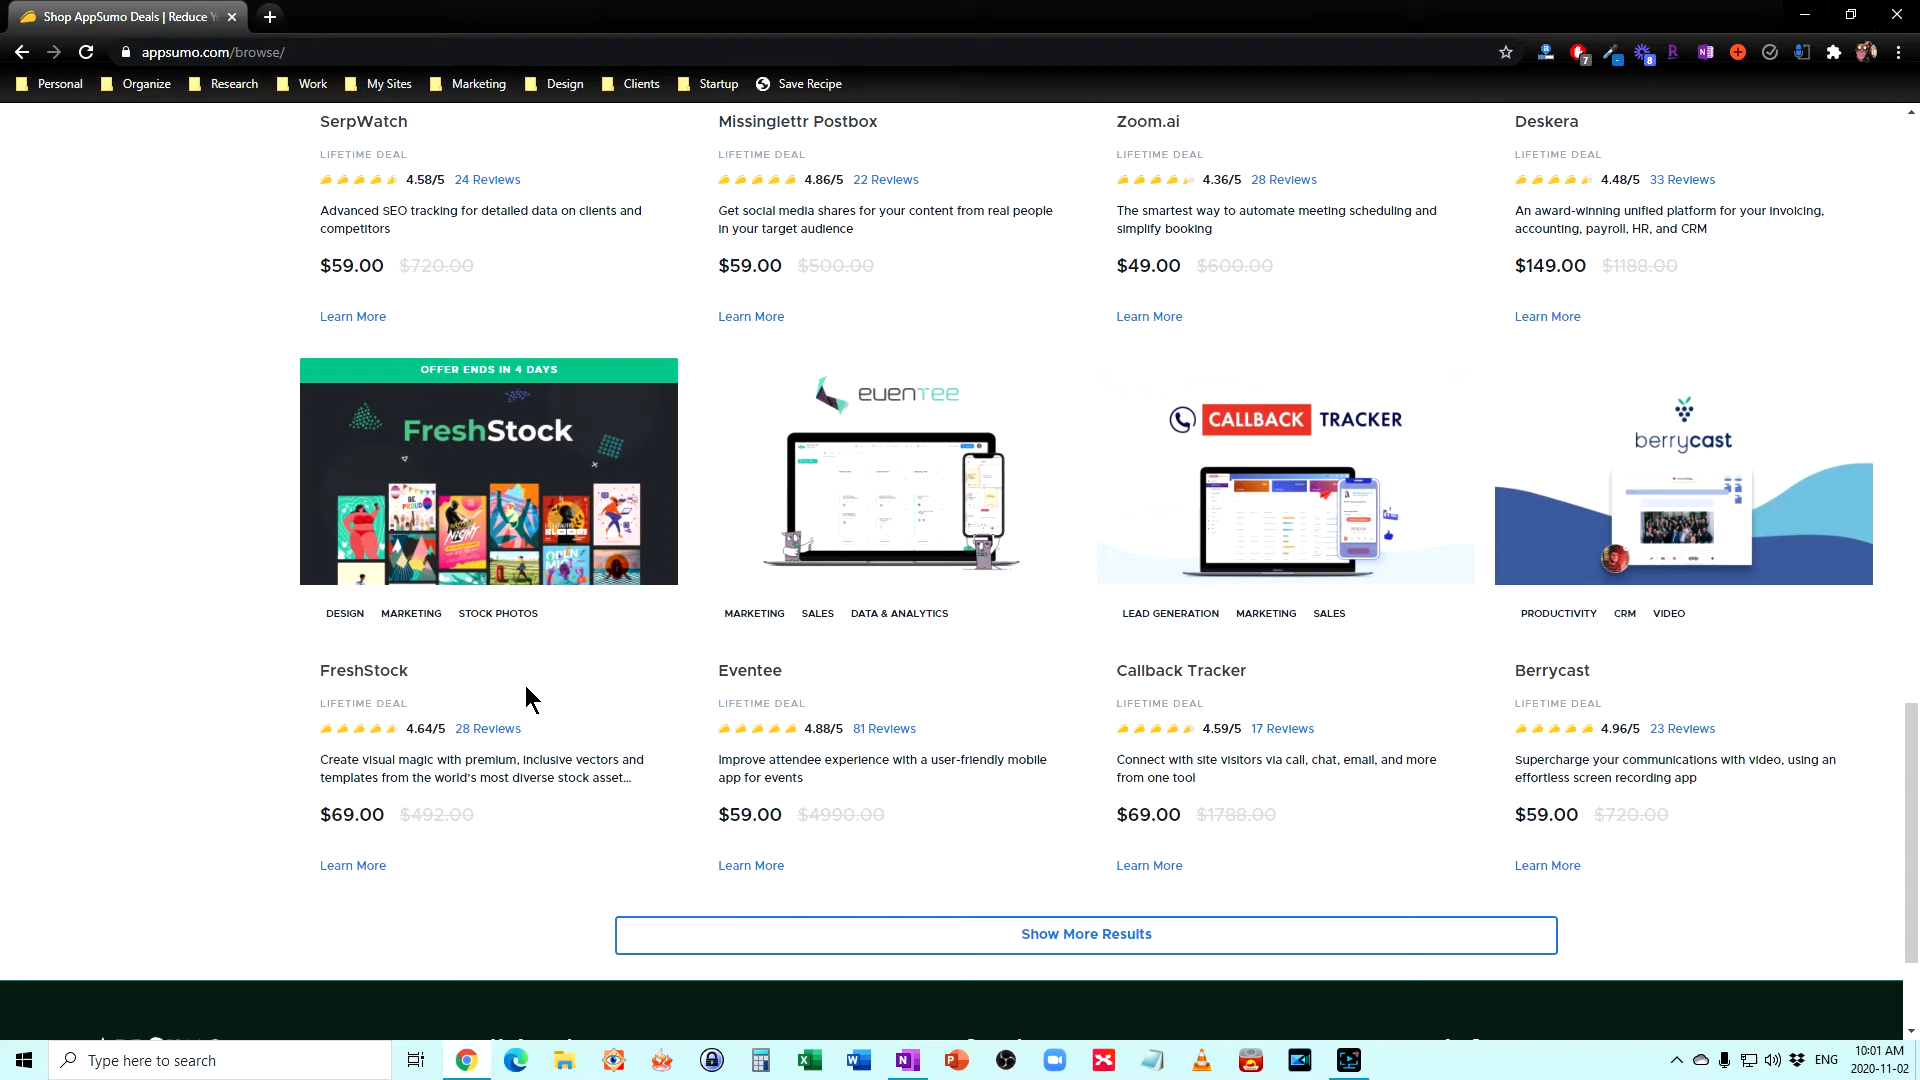 Shop AppSumo Deals | Reduce Y
appsumo.com/browse/
7
8
Personal
Organize
Research
Work
My Sites
Marketing
Design
Clients
Startup
Save Recipe
SerpWatch
LIFETIME DEAL
4.58/5 24 Reviews
Advanced SEO tracking for detailed data on clients and
competitors
$59.00 $720.00
Learn More
Missinglettr Postbox
LIFETIME DEAL
4.86/5 22 Reviews
Get social media shares for your content from real people
in your target audience
$59.00 $500.00
Learn More
Zoom.ai
LIFETIME DEAL
4.36/5 28 Reviews
The smartest way to automate meeting scheduling and
simplify booking
$49.00 $600.00
Learn More
Deskera
LIFETIME DEAL
4.48/5 33 Reviews
An award-winning unified platform for your invoicing,
accounting, payroll, HR, and CRM
$149.00 $1188.00
Learn More
OFFER ENDS IN 4 DAYS
FreshStock
DESIGN MARKETING STOCK PHOTOS
FreshStock
LIFETIME DEAL
4.64/5 28 Reviews
Create visual magic with premium, inclusive vectors and
templates from the world's most diverse stock asset...
$69.00 $492.00
Learn More
eventee
MARKETING SALES DATA & ANALYTICS
Eventee
LIFETIME DEAL
4.88/5 81 Reviews
Improve attendee experience with a user-friendly mobile
app for events
$59.00 $4990.00
Learn More
CALLBACK TRACKER
LEAD GENERATION MARKETING SALES
Callback Tracker
LIFETIME DEAL
4.59/5 17 Reviews
Connect with site visitors via call, chat, email, and more
from one tool
$69.00 $1788.00
Learn More
berrycast
PRODUCTIVITY CRM VIDEO
Berrycast
LIFETIME DEAL
4.96/5 23 Reviews
Supercharge your communications with video, using an
effortless screen recording app
$59.00 $720.00
Learn More
Show More Results
Type here to search
ENG
10:01 AM
2020-11-02